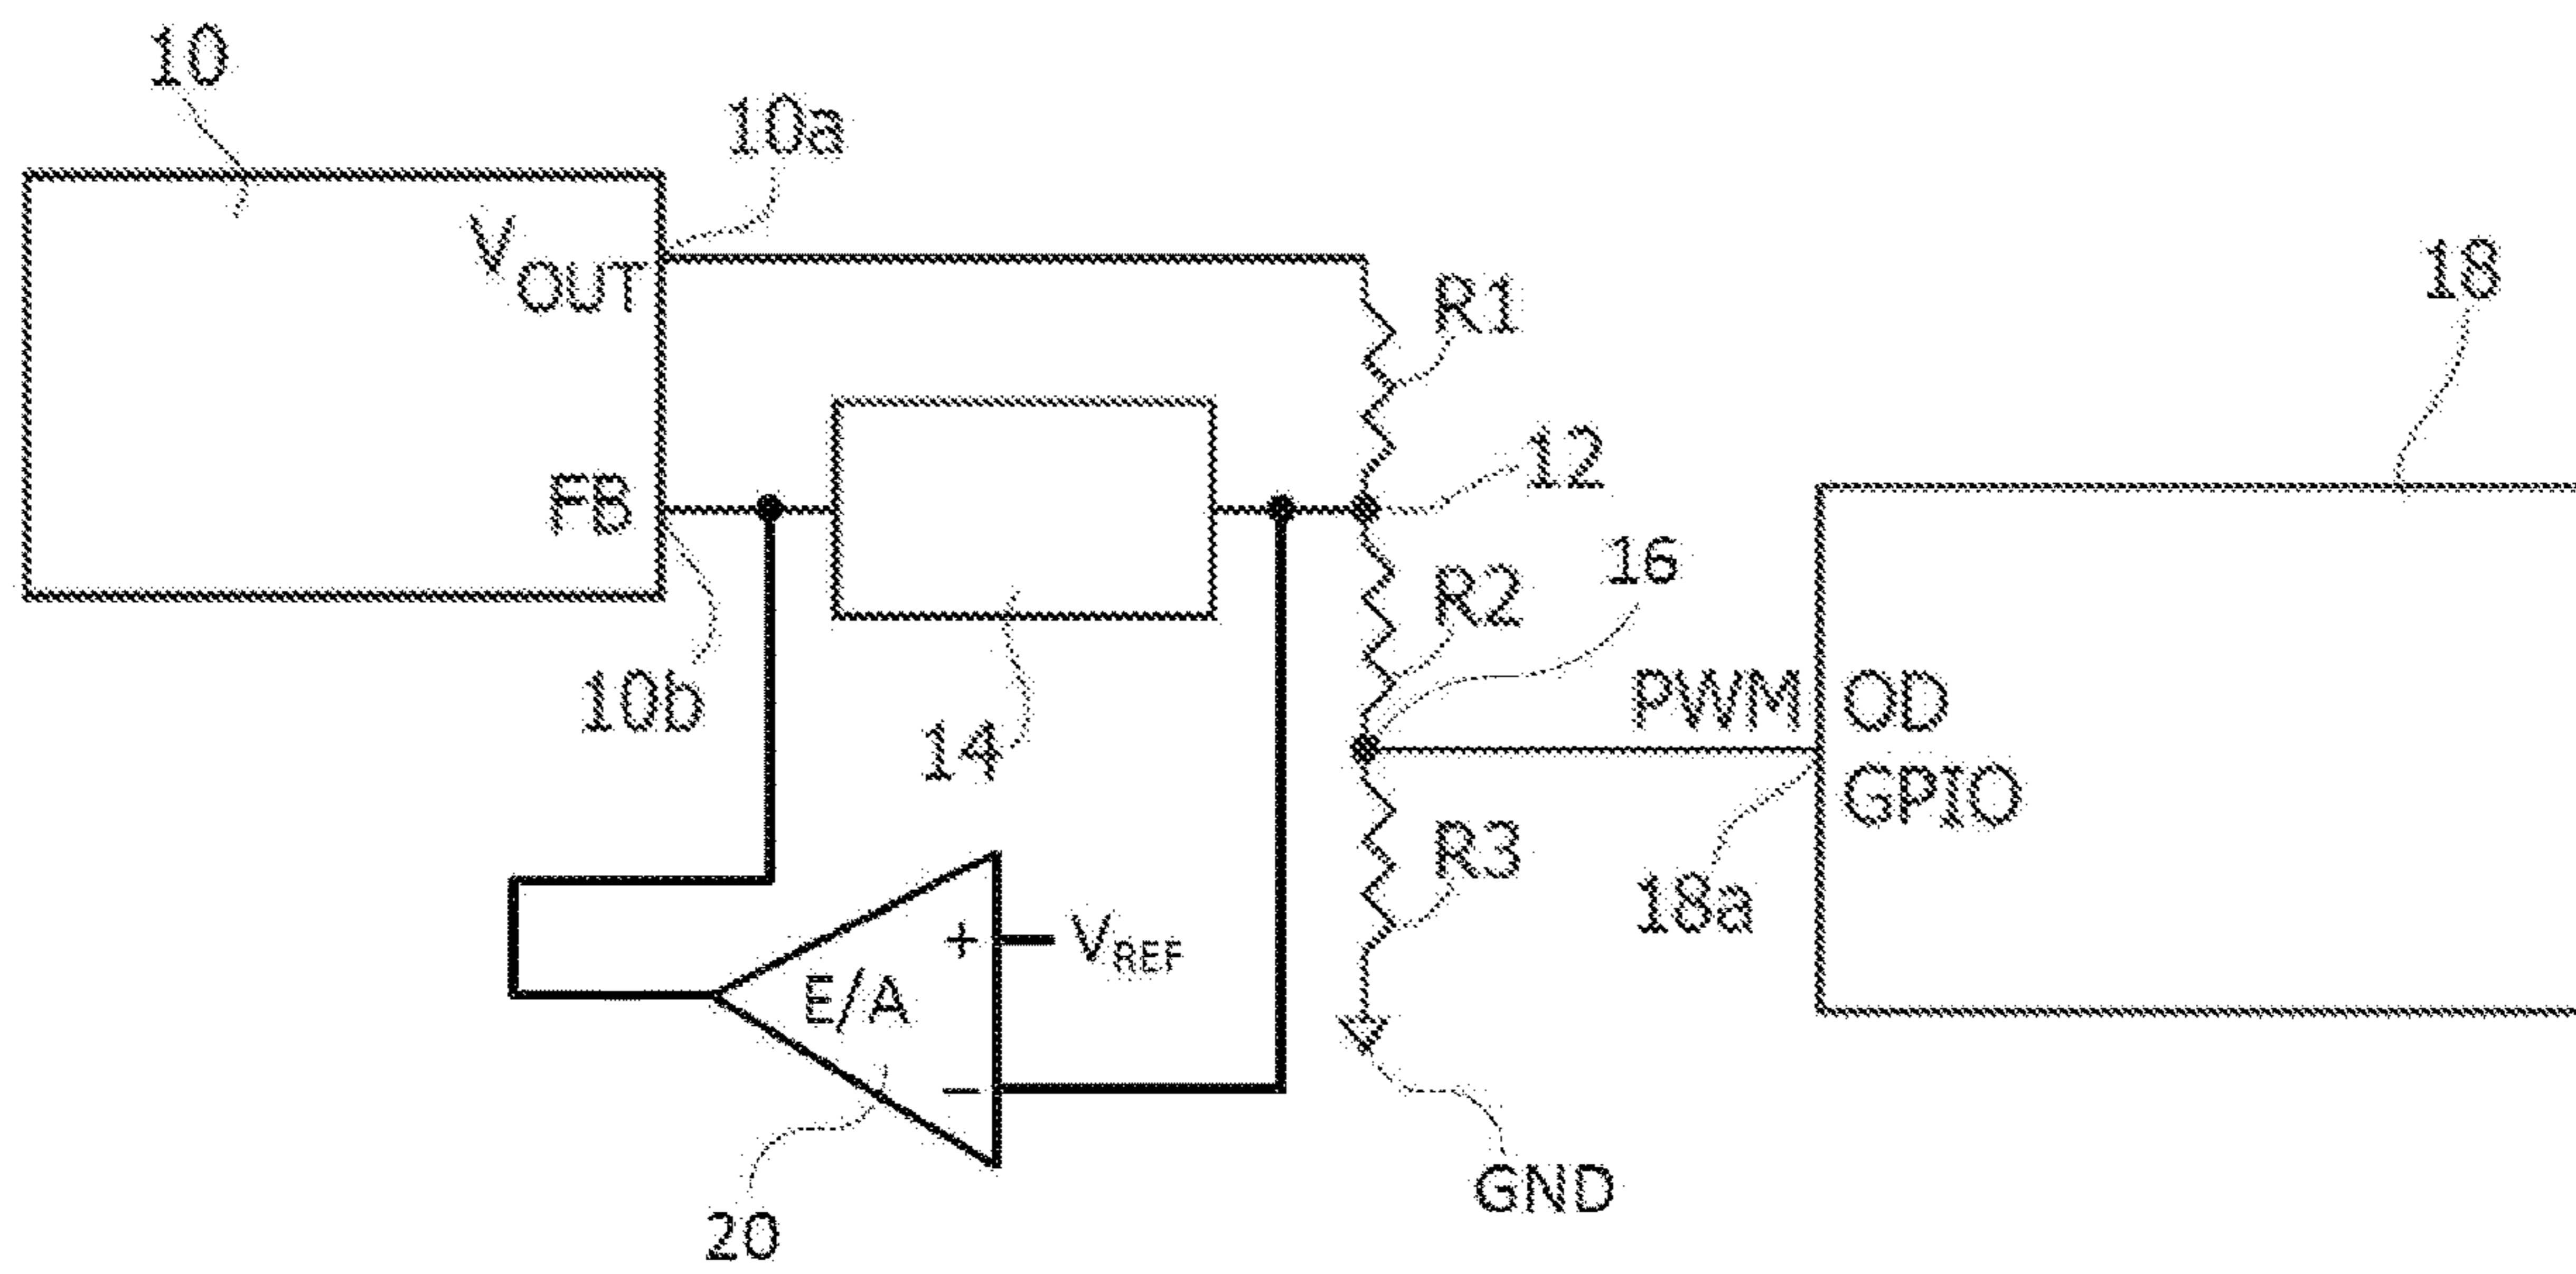 10
10a
V OUT
R1
18
12
FB
16
R2
10b
PWM
OD
14
GPIO
R3
18a
+
V REF
E/A
−
GND
20